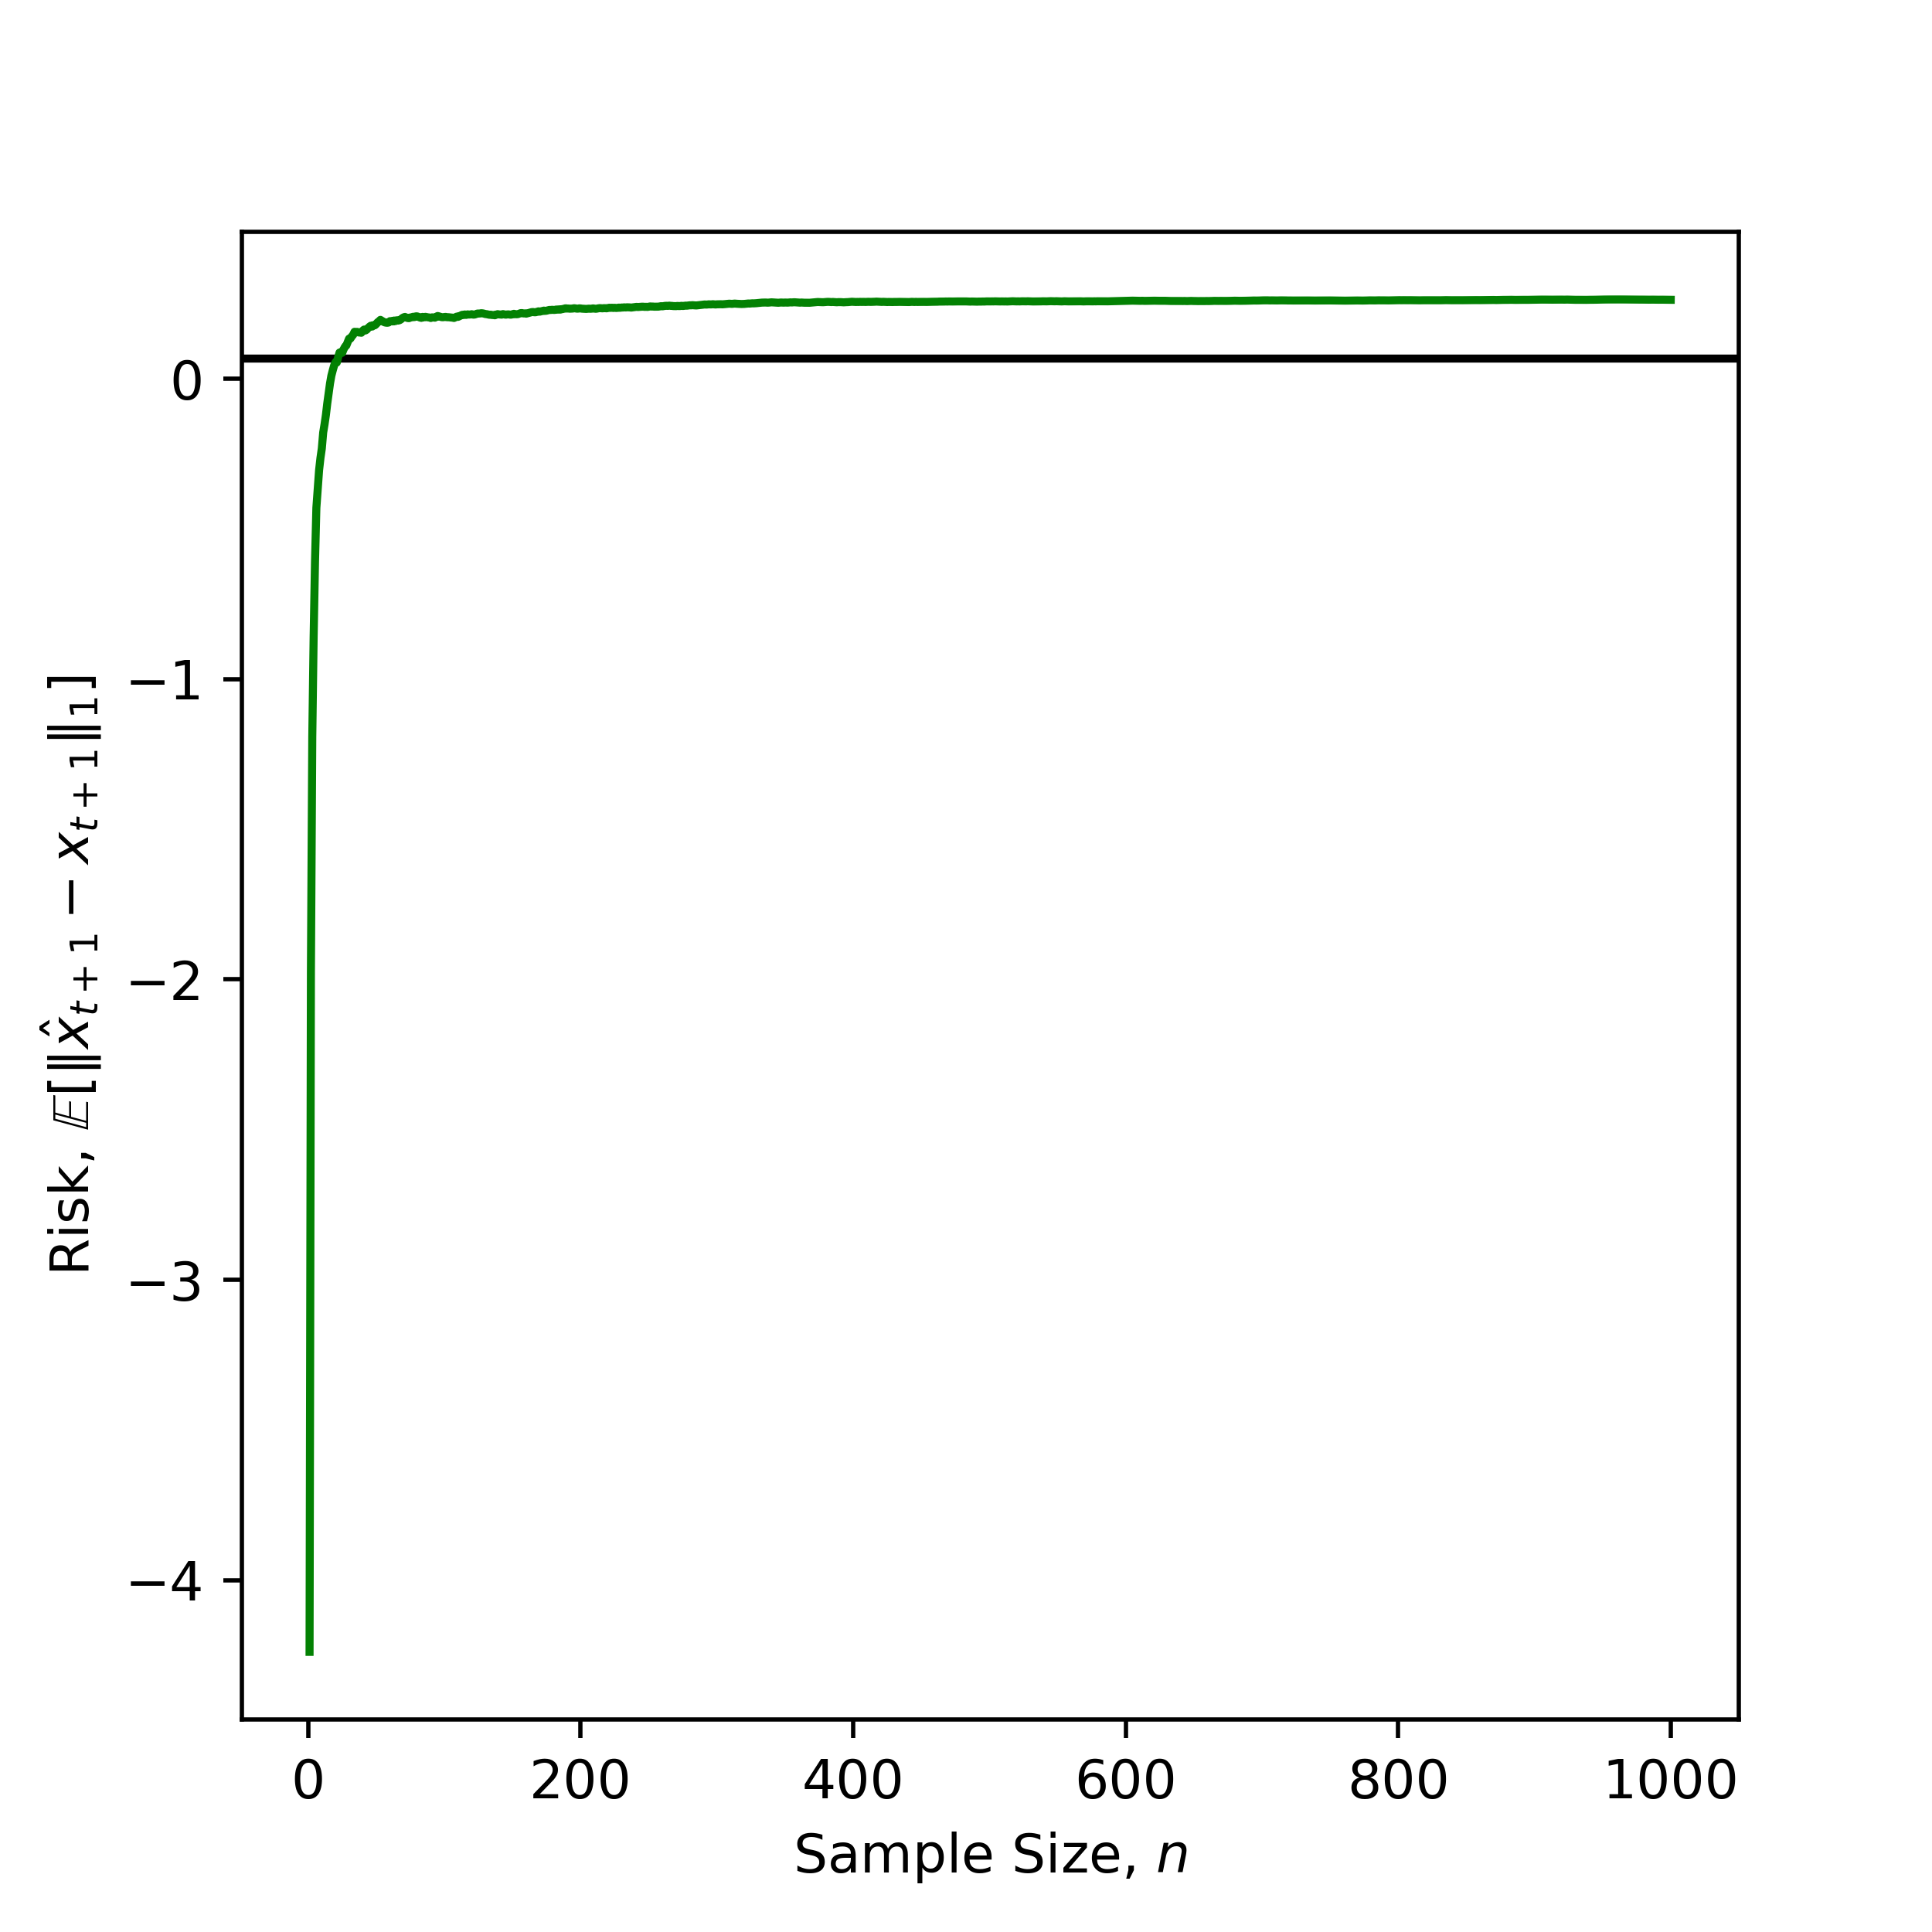 0
−1
−2
−3
−4
0 200 400 600 800 1000
Sample Size, n
Risk, 𝔼[‖x̂ₜ₊₁ − xₜ₊₁‖₁]